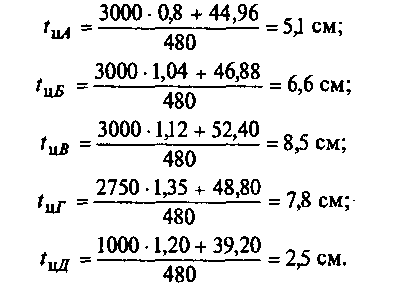 t_цА = (3000 · 0,8 + 44,96)/480 = 5,1 см;
t_цБ = (3000 · 1,04 + 46,88)/480 = 6,6 см;
t_цВ = (3000 · 1,12 + 52,40)/480 = 8,5 см;
t_цГ = (2750 · 1,35 + 48,80)/480 = 7,8 см;
t_цД = (1000 · 1,20 + 39,20)/480 = 2,5 см.